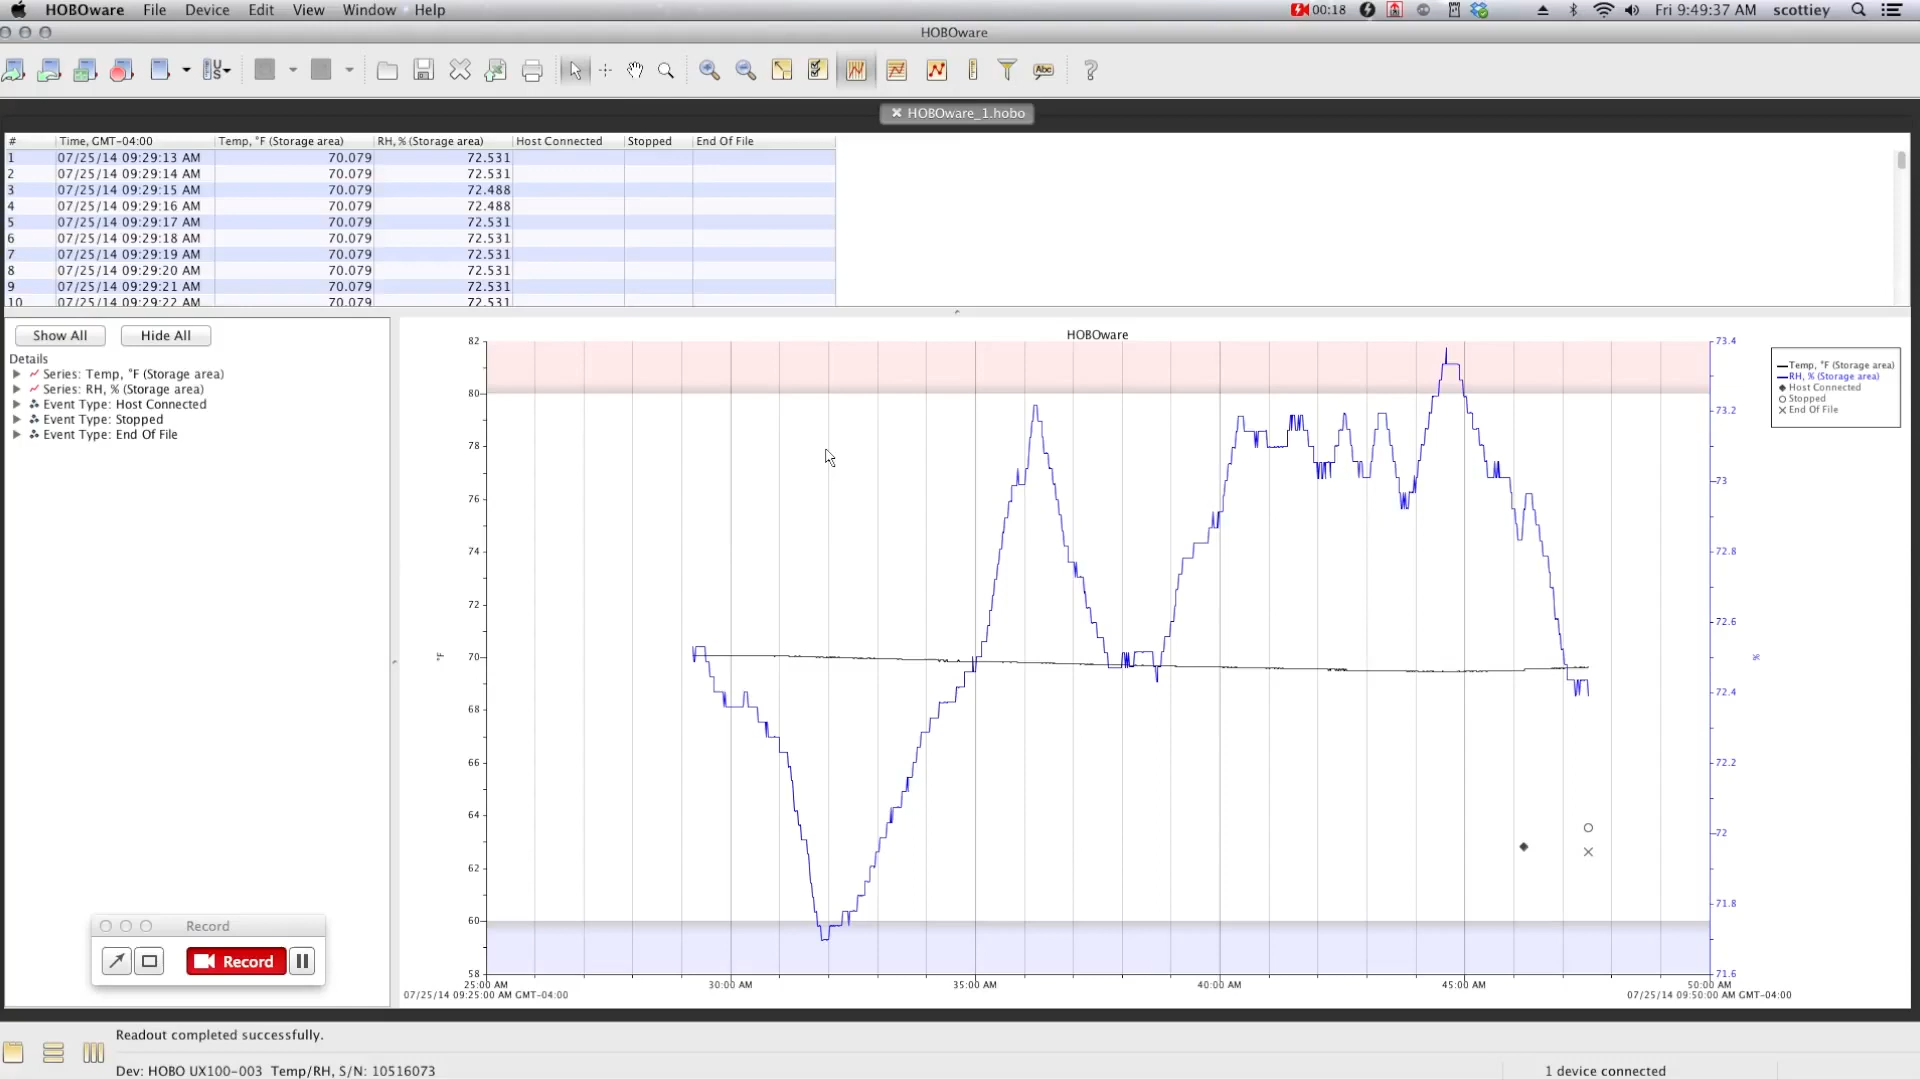 HOBOware File Device Edit View Window Help 00:18 Fri 9:49:37 AM scottiey
HOBOware
Abc ?
HOBOware_1.hobo
# Time, GMT-04:00 Temp, °F (Storage area) RH, % (Storage area) Host Connected Stopped End Of File
1 07/25/14 09:29:13 AM 70.079 72.531
2 07/25/14 09:29:14 AM 70.079 72.531
3 07/25/14 09:29:15 AM 70.079 72.488
4 07/25/14 09:29:16 AM 70.079 72.488
5 07/25/14 09:29:17 AM 70.079 72.531
6 07/25/14 09:29:18 AM 70.079 72.531
7 07/25/14 09:29:19 AM 70.079 72.531
8 07/25/14 09:29:20 AM 70.079 72.531
9 07/25/14 09:29:21 AM 70.079 72.531
10 07/25/14 09:29:22 AM 70.079 72.531
Show All Hide All
Details
Series: Temp, °F (Storage area)
Series: RH, % (Storage area)
Event Type: Host Connected
Event Type: Stopped
Event Type: End Of File
HOBOware
82
80
78
76
74
72
70
68
66
64
62
60
58
°F
73.4
73.2
73
72.8
72.6
72.4
72.2
72
71.8
71.6
%
25:00 AM 30:00 AM 35:00 AM 40:00 AM 45:00 AM 50:00 AM
07/25/14 09:25:00 AM GMT-04:00 07/25/14 09:50:00 AM GMT-04:00
Temp, °F (Storage area)
RH, % (Storage area)
Host Connected
Stopped
End Of File
Record
Record
Readout completed successfully.
Dev: HOBO UX100-003 Temp/RH, S/N: 10516073 1 device connected